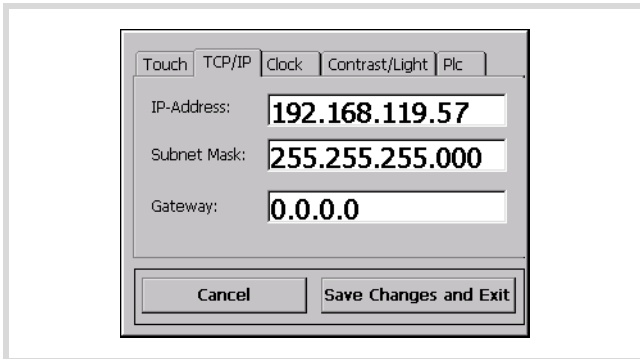 Touch TCP/IP Clock Contrast/Light Plc
IP-Address: 192.168.119.57
Subnet Mask: 255.255.255.000
Gateway: 0.0.0.0
Cancel Save Changes and Exit